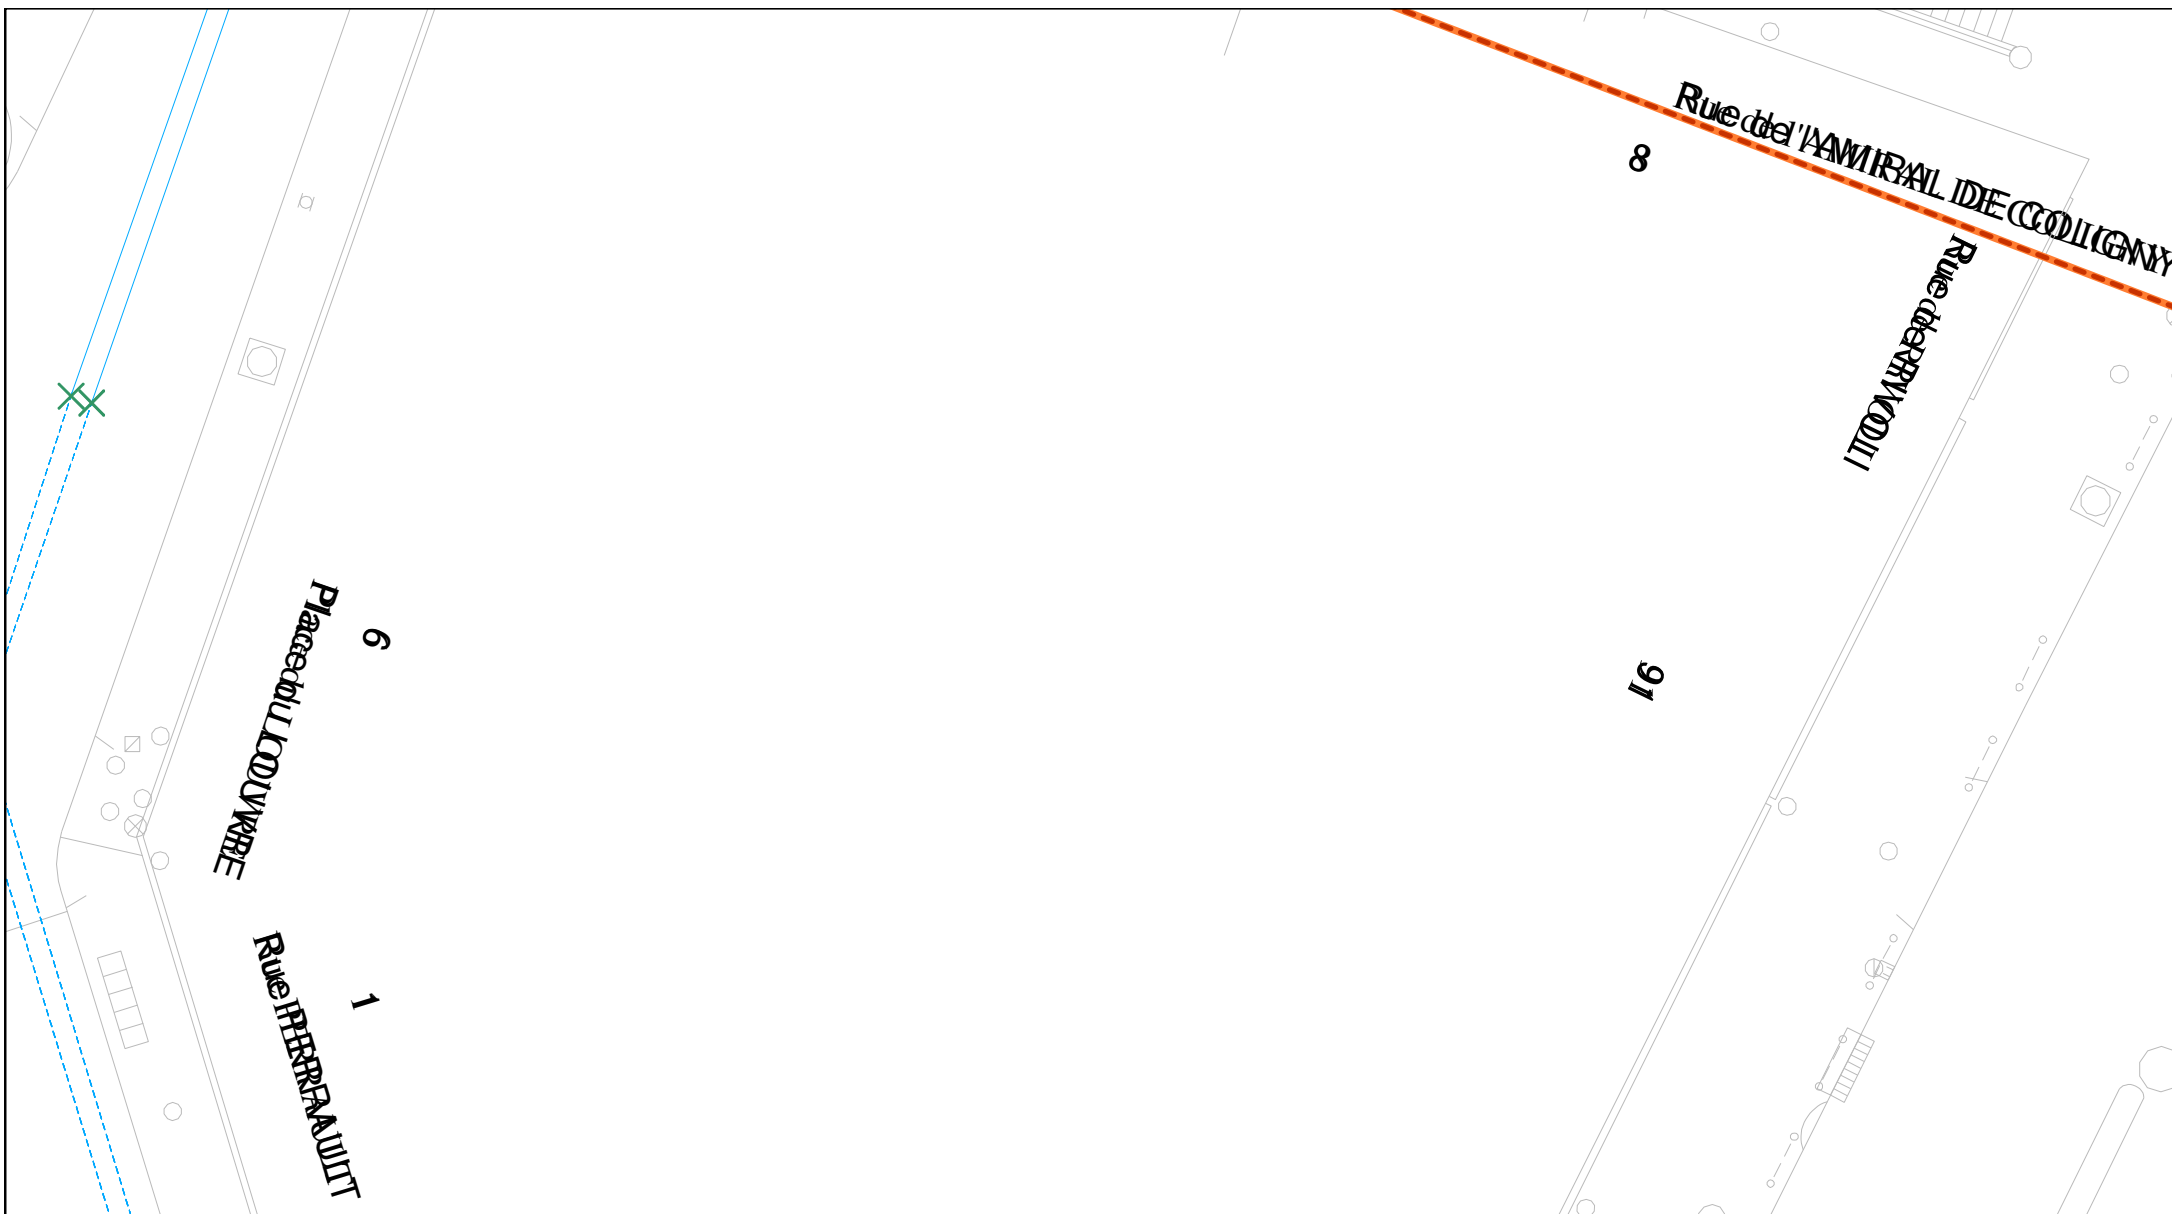 Rue de l'AMIRAL DE COLIGNY
8
Rue de RIVOLI
6
Place du LOUVRE
91
Rue PERRAULT
1